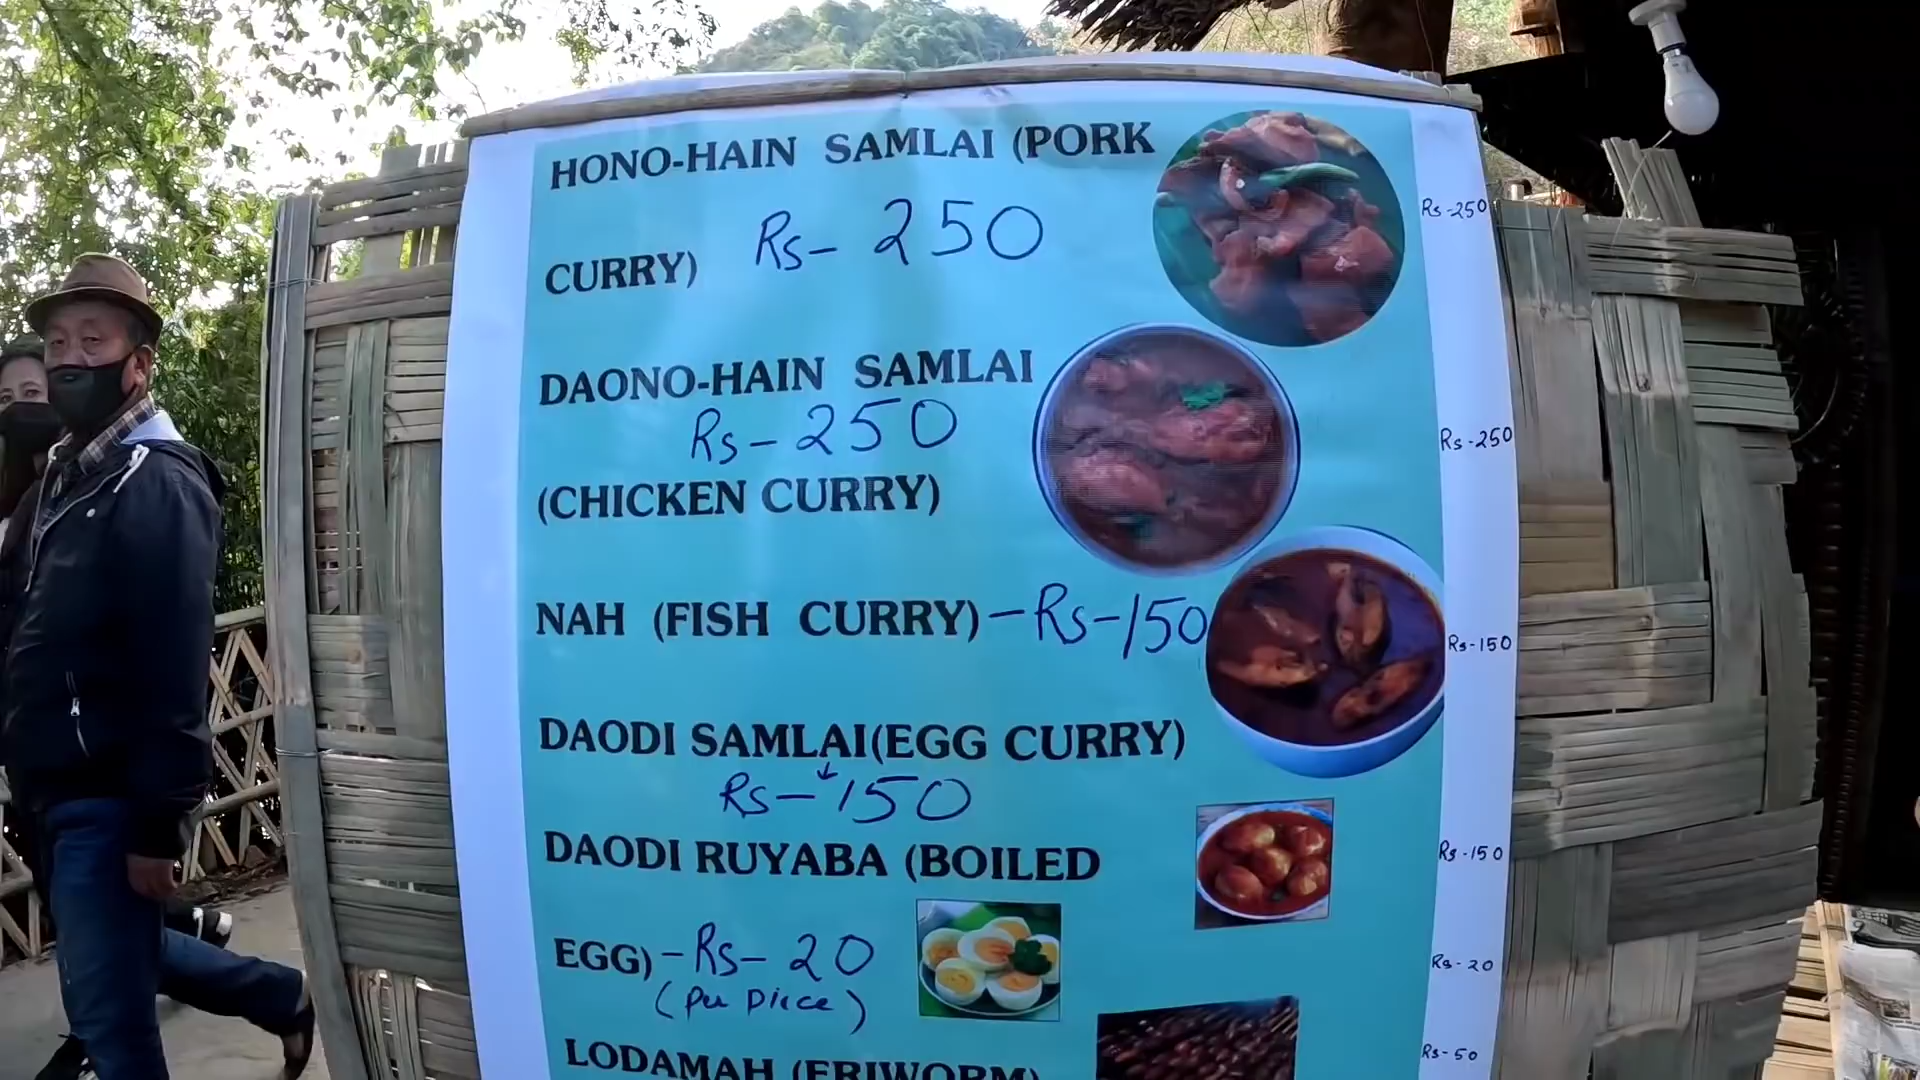 HONO-HAIN SAMLAI (PORK
Rs-250
CURRY) Rs- 250
DAONO-HAIN SAMLAI
Rs-250
Rs-250
(CHICKEN CURRY)
NAH (FISH CURRY)-Rs-150
Rs-150
DAODI SAMLAI(EGG CURRY)
Rs-150
DAODI RUYABA (BOILED
Rs-150
EGG)-Rs-20
Rs-20
(Per Piece)
LODAMAH (ERIWORM)
Rs-50